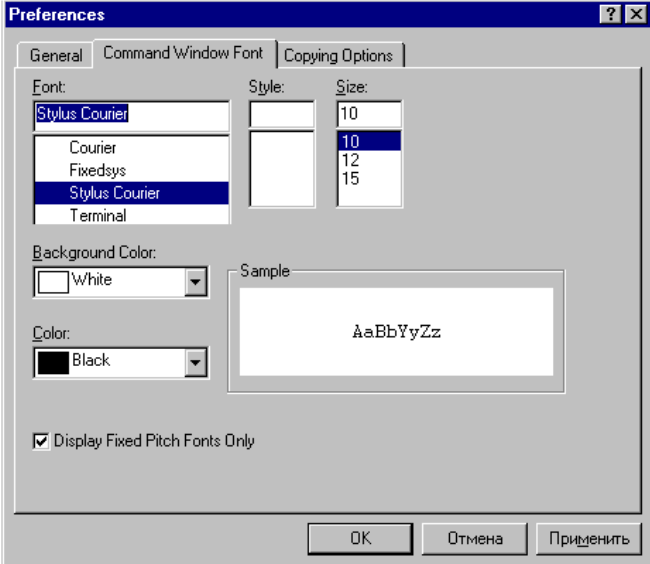 Preferences
General Command Window Font Copying Options
Font: Style: Size:
Stylus Courier 10
Courier 10
Fixedsys 12
Stylus Courier 15
Terminal
Background Color:
White
Sample
AaBbYyZz
Color:
Black
Display Fixed Pitch Fonts Only
OK Отмена Применить